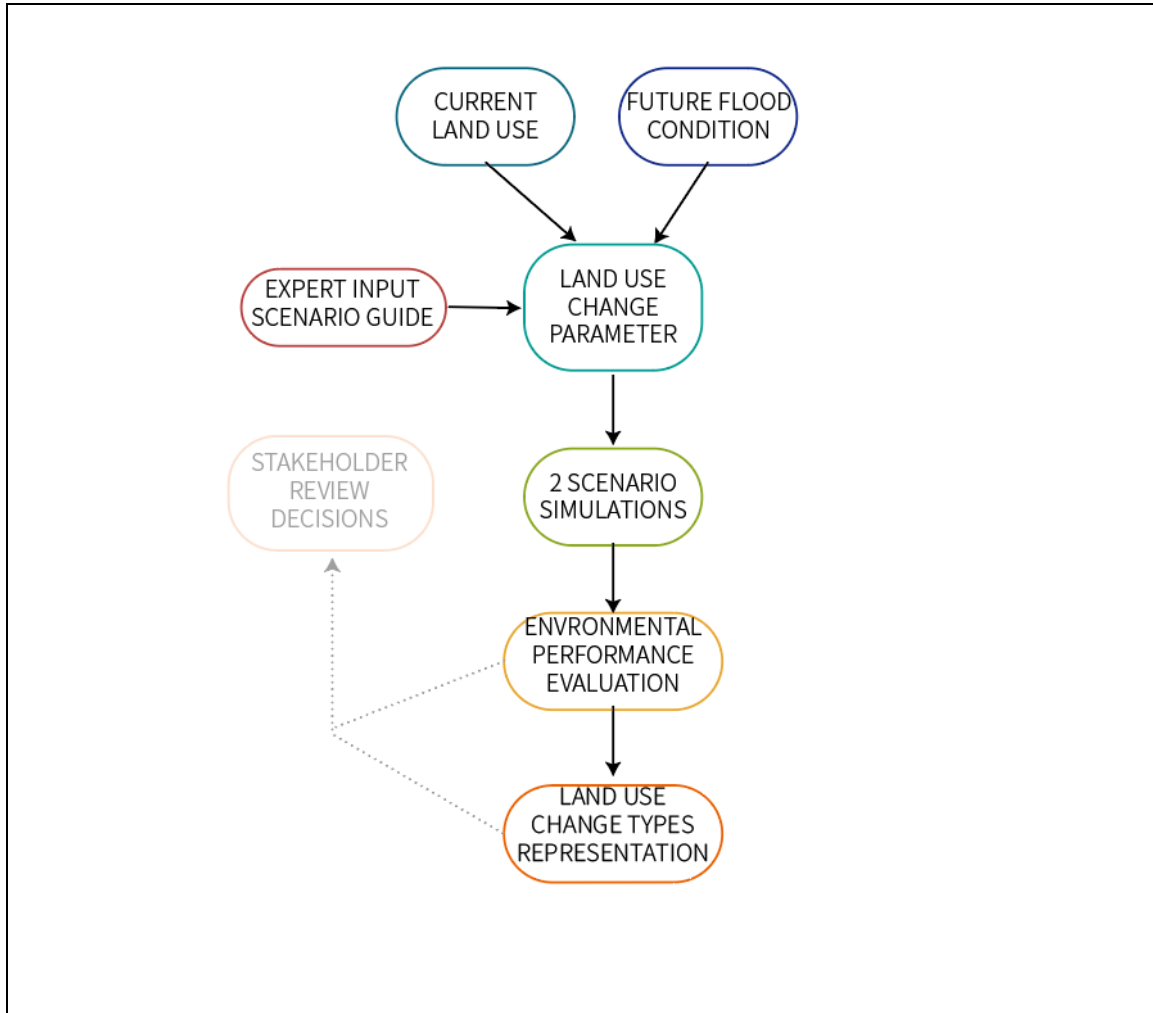 CURRENT
LAND USE
FUTURE FLOOD
CONDITION
EXPERT INPUT
SCENARIO GUIDE
LAND USE
CHANGE
PARAMETER
STAKEHOLDER
REVIEW
DECISIONS
2 SCENARIO
SIMULATIONS
ENVRONMENTAL
PERFORMANCE
EVALUATION
LAND USE
CHANGE TYPES
REPRESENTATION